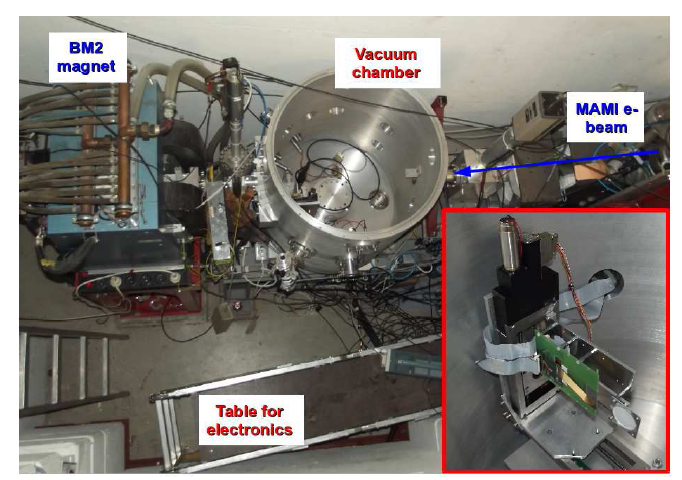 BM2
magnet
Vacuum
chamber
MAMI e-
beam
Table for
electronics